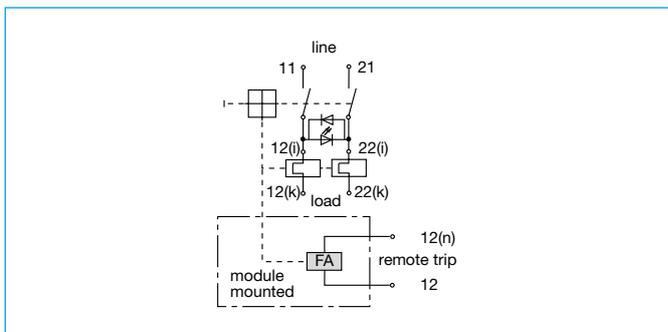 line
11 21
12(i) 22(i)
12(k) 22(k)
load
12(n)
FA remote trip
module
mounted 12